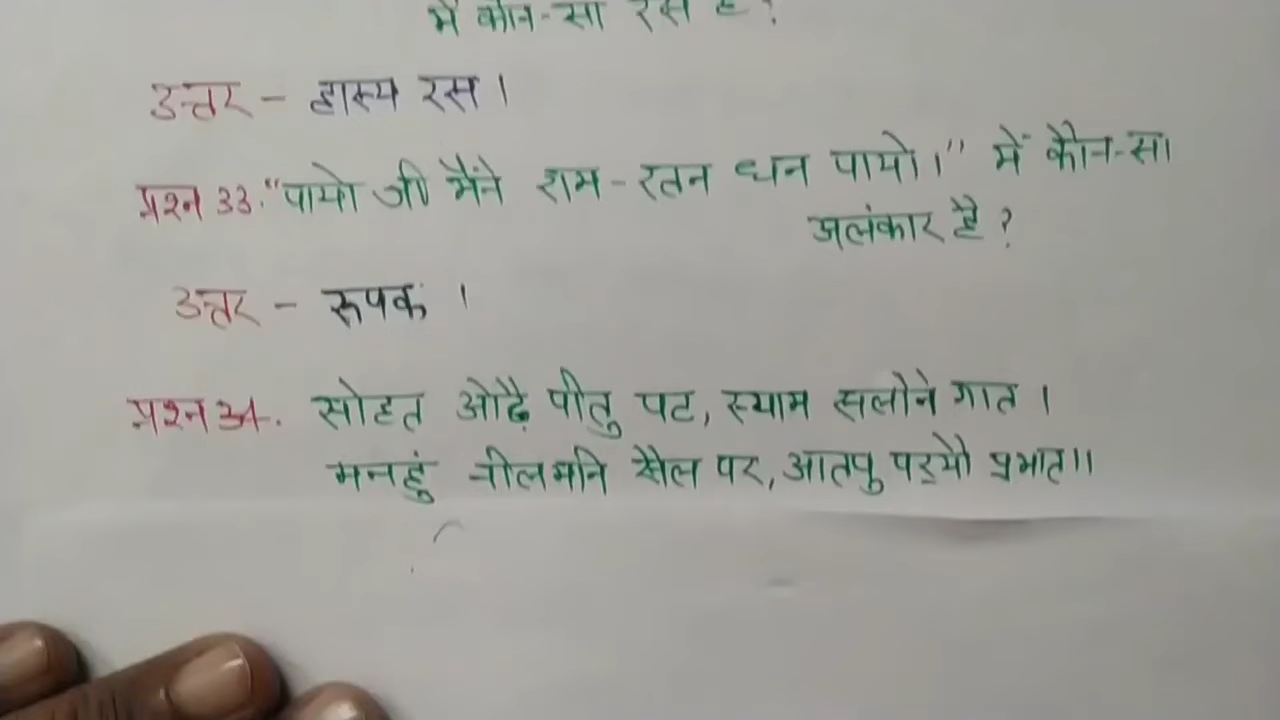 में कौन-सा रस है?
उत्तर - हास्य रस।
प्रश्न 33. "पायो जी मैंने राम-रतन धन पायो।" में कौन-सा
अलंकार है?
उत्तर - रूपक ।
प्रश्न 34. सोहत ओढ़ै पीतु पट, स्याम सलोने गात ।
मनहुं नीलमनि सैल पर, आतपु पर्‌यौ प्रभात॥